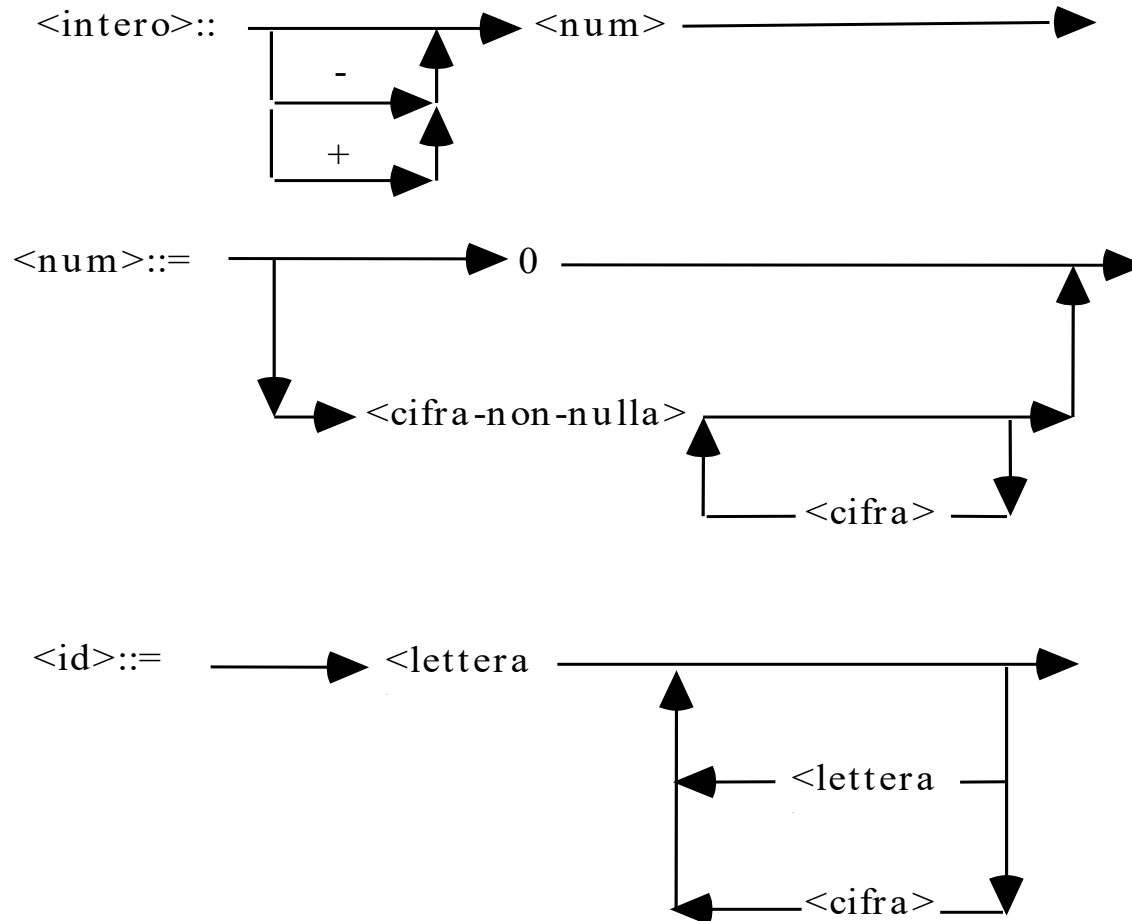 <intero>:: <num>
-
+
<num>::= 0
<cifra-non-nulla>
<cifra>
<id>::= <lettera
<lettera
<cifra>